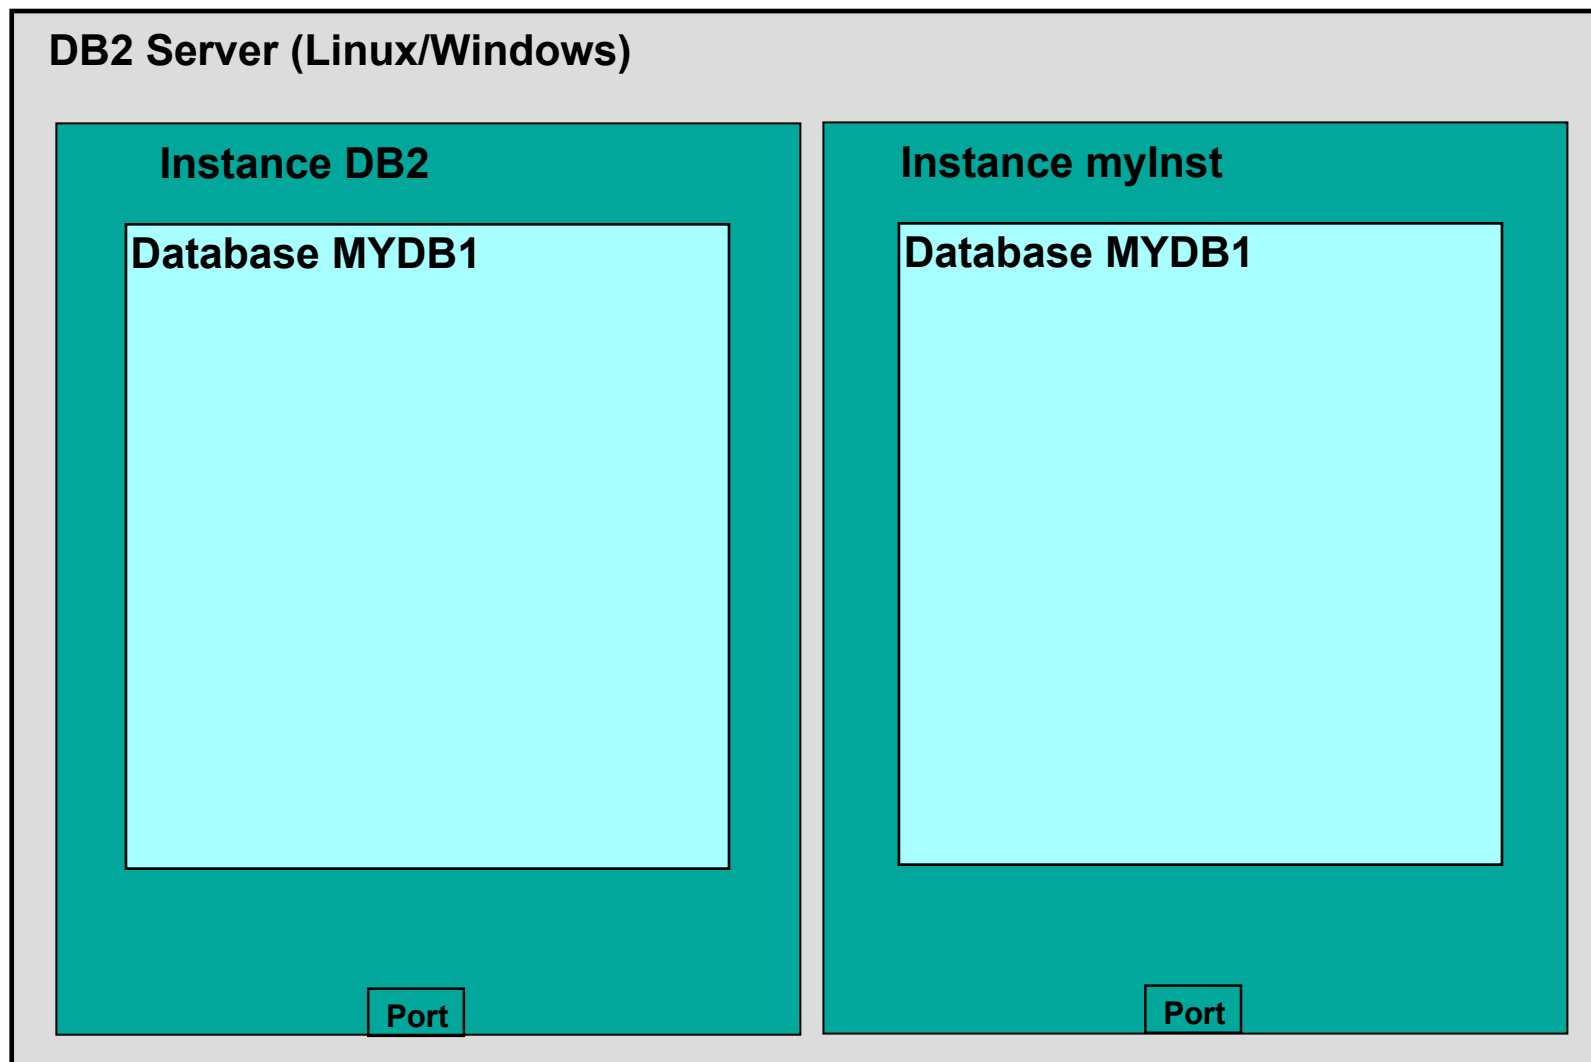 DB2 Server (Linux/Windows)
Instance DB2
Database MYDB1
Port
Instance myInst
Database MYDB1
Port